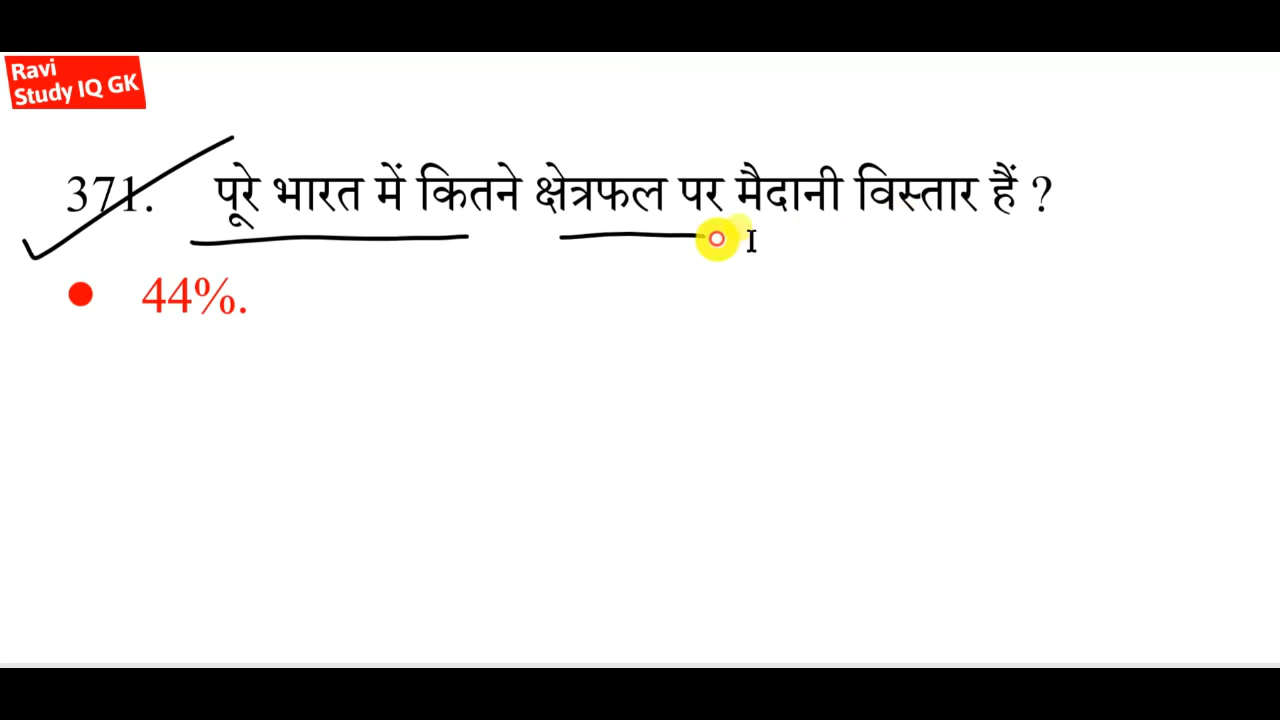 Ravi
Study IQ GK
371. पूरे भारत में कितने क्षेत्रफल पर मैदानी विस्तार हैं ?
• 44%.